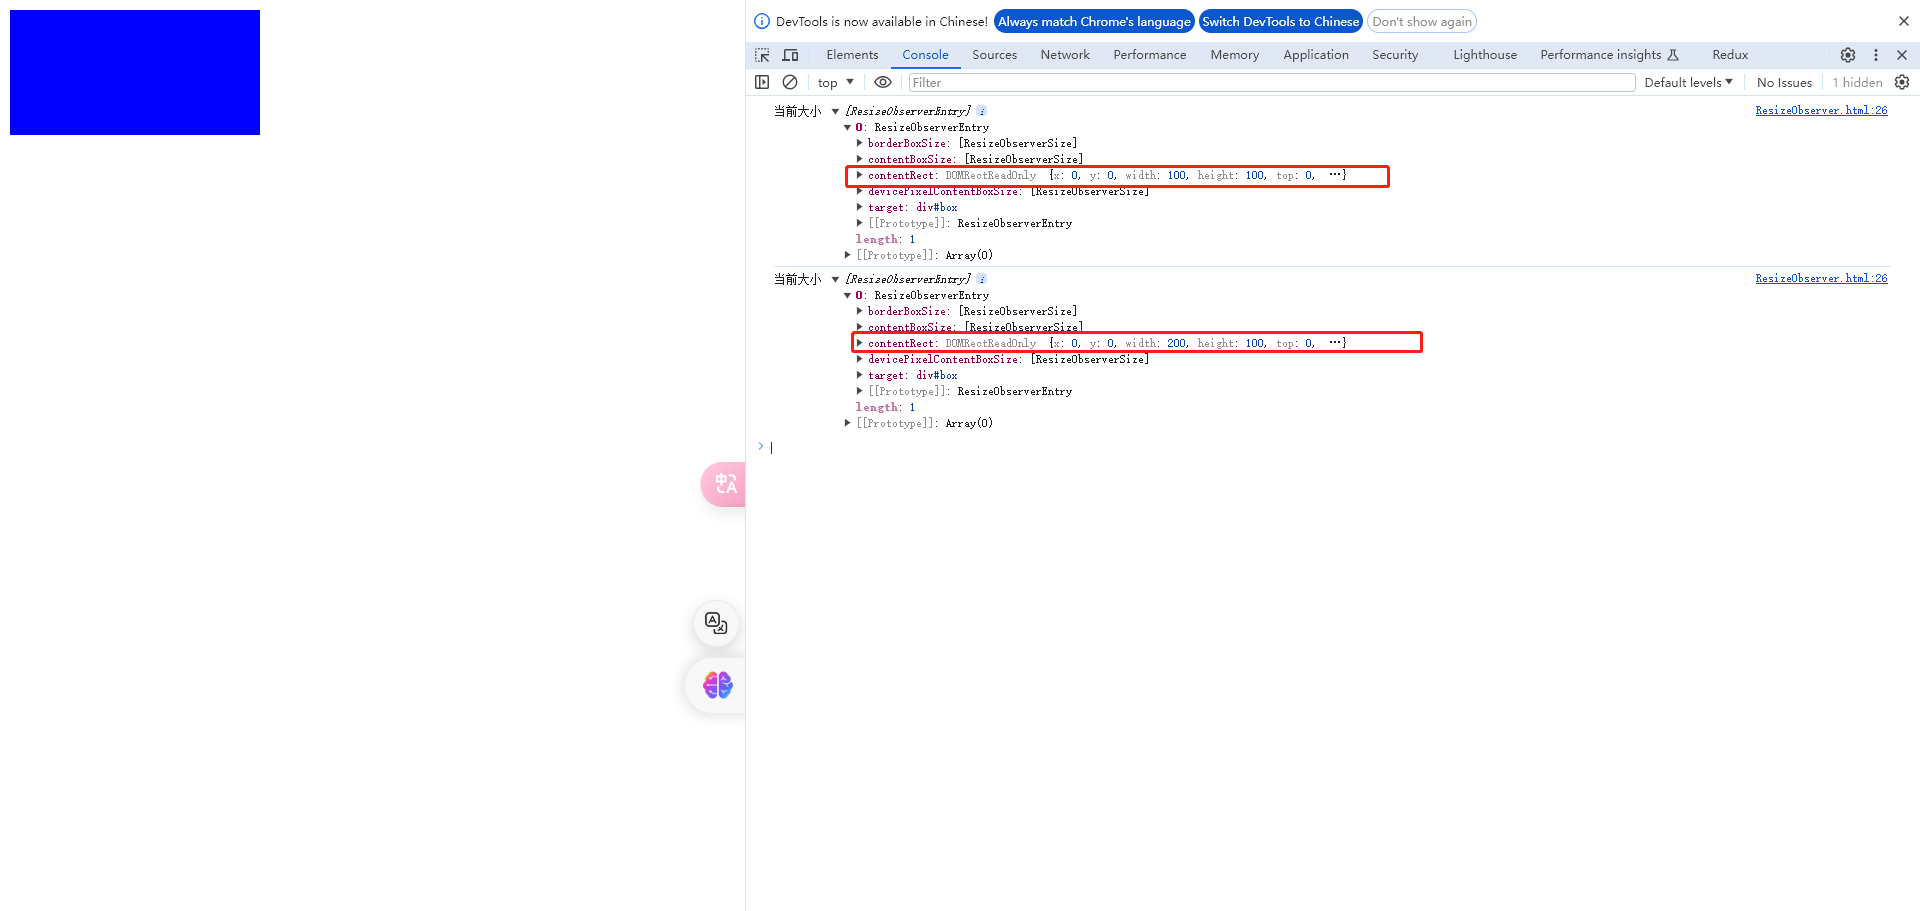 DevTools is now available in Chinese! Always match Chrome's language Switch DevTools to Chinese Don't show again
Elements Console Sources Network Performance Memory Application Security Lighthouse Performance insights Redux
top Filter Default levels No Issues 1 hidden
当前大小 [ResizeObserverEntry] i ResizeObserver.html:26
0: ResizeObserverEntry
borderBoxSize: [ResizeObserverSize]
contentBoxSize: [ResizeObserverSize]
contentRect: DOMRectReadOnly {x: 0, y: 0, width: 100, height: 100, top: 0, …}
devicePixelContentBoxSize: [ResizeObserverSize]
target: div#box
[[Prototype]]: ResizeObserverEntry
length: 1
[[Prototype]]: Array(0)
当前大小 [ResizeObserverEntry] i ResizeObserver.html:26
0: ResizeObserverEntry
borderBoxSize: [ResizeObserverSize]
contentBoxSize: [ResizeObserverSize]
contentRect: DOMRectReadOnly {x: 0, y: 0, width: 200, height: 100, top: 0, …}
devicePixelContentBoxSize: [ResizeObserverSize]
target: div#box
[[Prototype]]: ResizeObserverEntry
length: 1
[[Prototype]]: Array(0)
中A